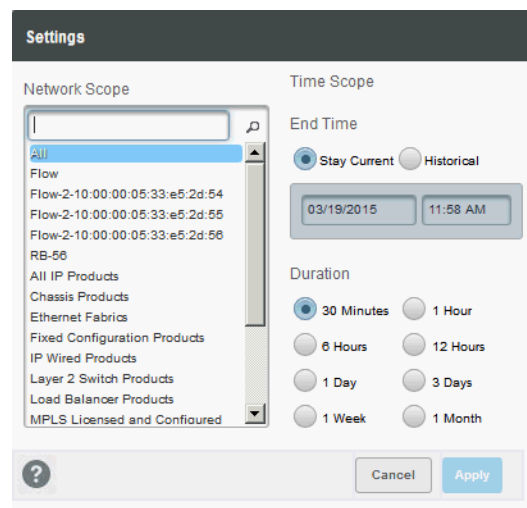 Settings
Network Scope
All
Flow
Flow-2-10:00:00:05:33:e5:2d:54
Flow-2-10:00:00:05:33:e5:2d:55
Flow-2-10:00:00:05:33:e5:2d:56
RB-56
All IP Products
Chassis Products
Ethernet Fabrics
Fixed Configuration Products
IP Wired Products
Layer 2 Switch Products
Load Balancer Products
MPLS Licensed and Configured
Time Scope
End Time
Stay Current Historical
03/19/2015 11:58 AM
Duration
30 Minutes 1 Hour
6 Hours 12 Hours
1 Day 3 Days
1 Week 1 Month
? Cancel Apply